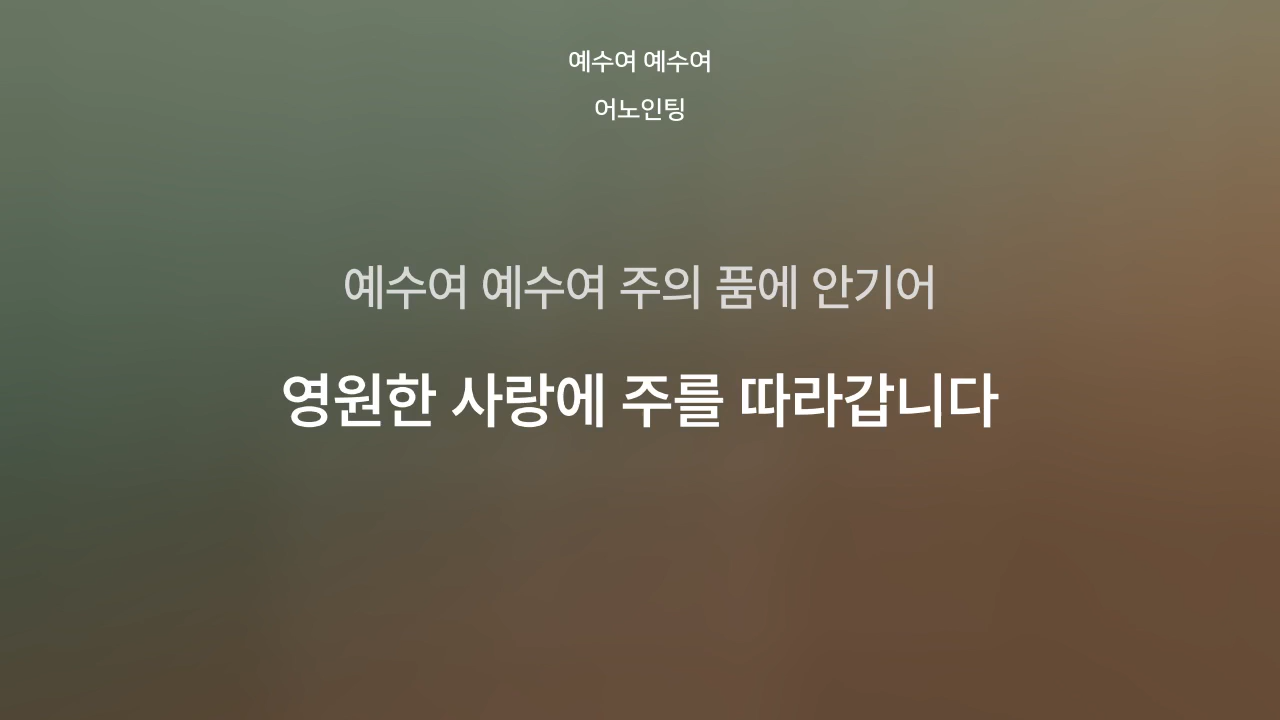 예수여 예수여
어노인팅
예수여 예수여 주의 품에 안기어
영원한 사랑에 주를 따라갑니다